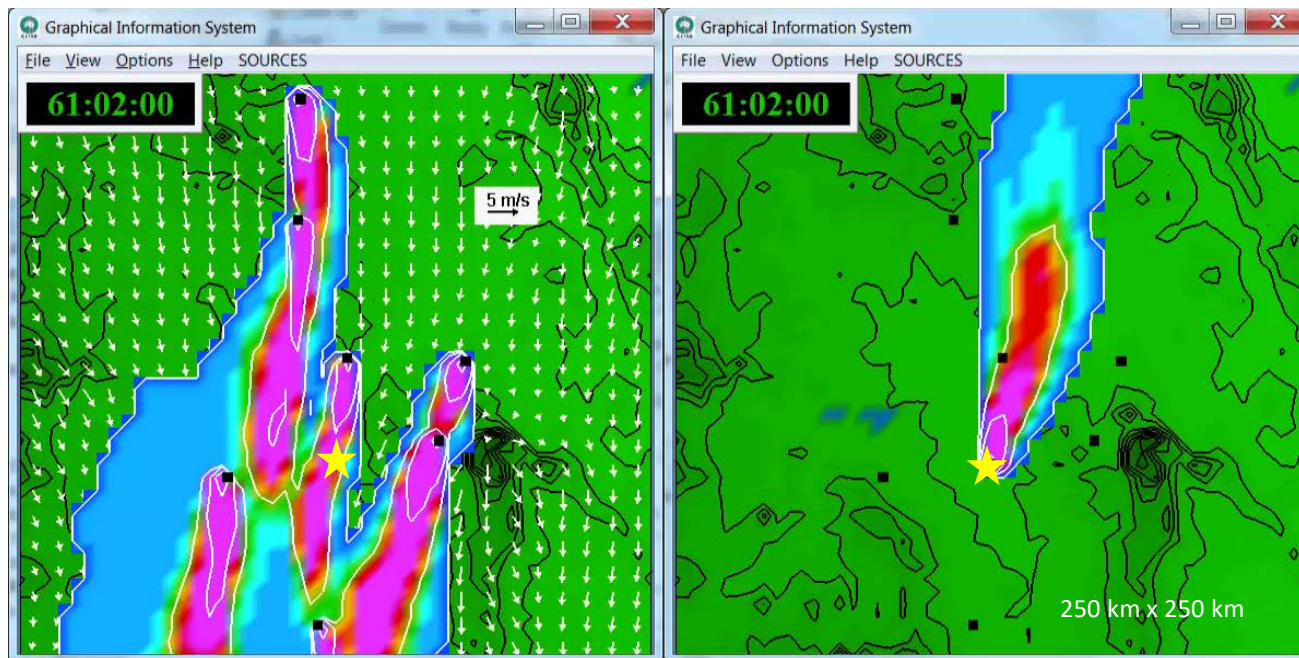 Graphical Information System
File View Options Help SOURCES
61:02:00
5 m/s
Graphical Information System
File View Options Help SOURCES
61:02:00
250 km x 250 km